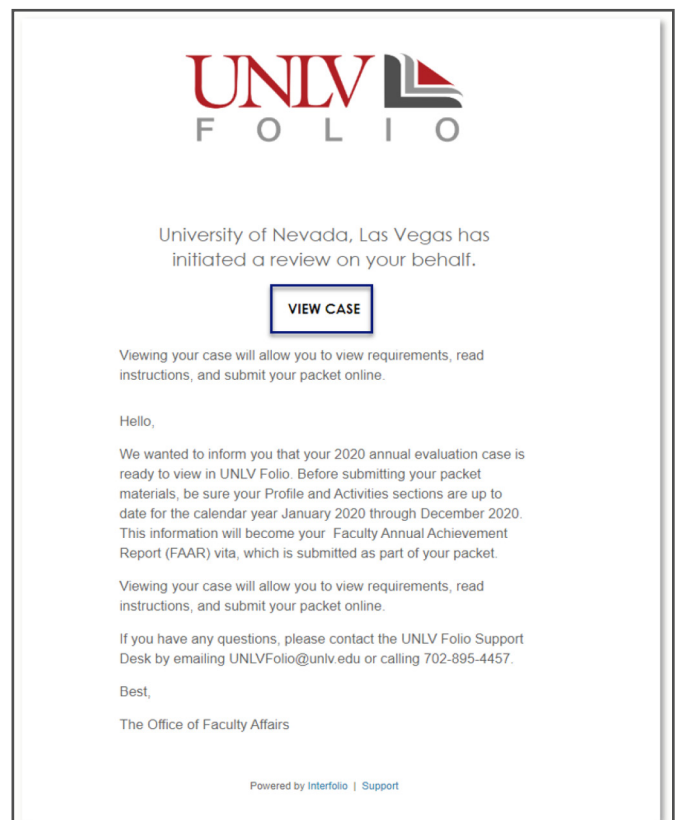 UNLV
FOLIO
University of Nevada, Las Vegas has
initiated a review on your behalf.
VIEW CASE
Viewing your case will allow you to view requirements, read
instructions, and submit your packet online.
Hello,
We wanted to inform you that your 2020 annual evaluation case is
ready to view in UNLV Folio. Before submitting your packet
materials, be sure your Profile and Activities sections are up to
date for the calendar year January 2020 through December 2020.
This information will become your  Faculty Annual Achievement
Report (FAAR) vita, which is submitted as part of your packet.
Viewing your case will allow you to view requirements, read
instructions, and submit your packet online.
If you have any questions, please contact the UNLV Folio Support
Desk by emailing UNLVFolio@unlv.edu or calling 702-895-4457.
Best,
The Office of Faculty Affairs
Powered by Interfolio | Support